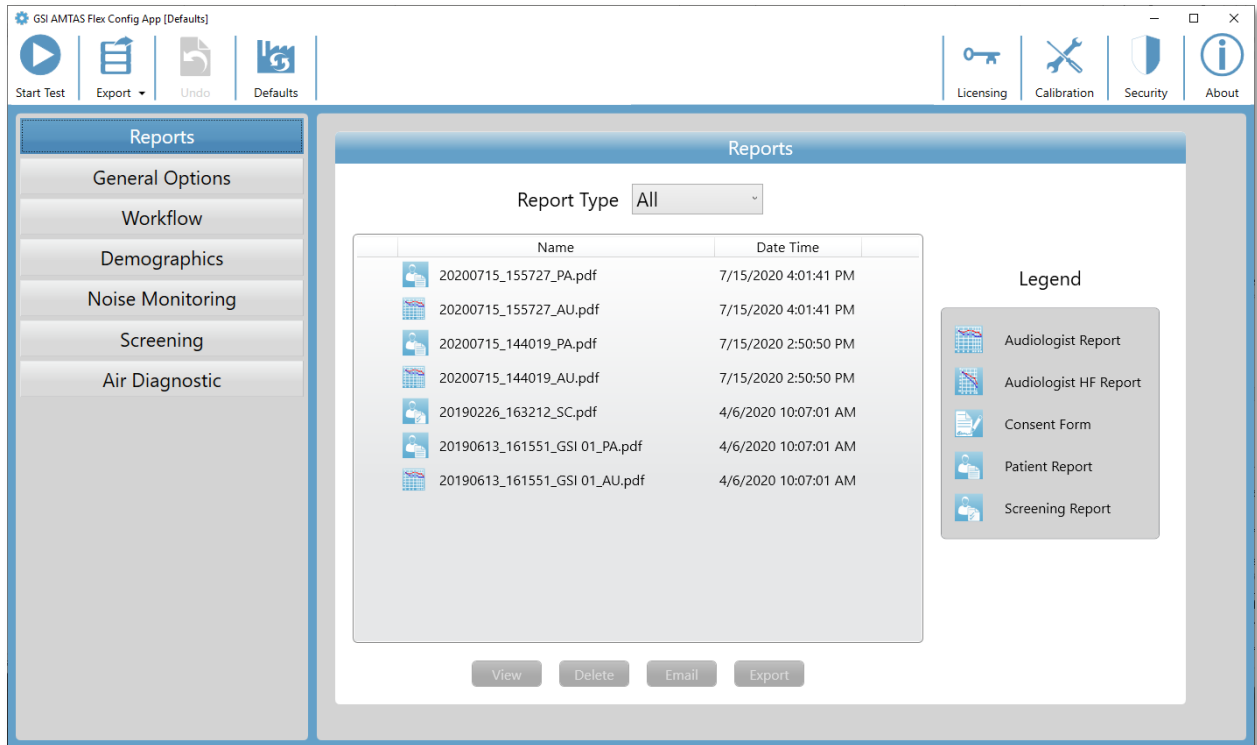 GSI AMTAS Flex Config App [Defaults]
Start Test
Export
Undo
Defaults
Licensing
Calibration
Security
About
Reports
General Options
Workflow
Demographics
Noise Monitoring
Screening
Air Diagnostic
Reports
Report Type All
Name Date Time
20200715_155727_PA.pdf 7/15/2020 4:01:41 PM
20200715_155727_AU.pdf 7/15/2020 4:01:41 PM
20200715_144019_PA.pdf 7/15/2020 2:50:50 PM
20200715_144019_AU.pdf 7/15/2020 2:50:50 PM
20190226_163212_SC.pdf 4/6/2020 10:07:01 AM
20190613_161551_GSI 01_PA.pdf 4/6/2020 10:07:01 AM
20190613_161551_GSI 01_AU.pdf 4/6/2020 10:07:01 AM
Legend
Audiologist Report
Audiologist HF Report
Consent Form
Patient Report
Screening Report
View
Delete
Email
Export